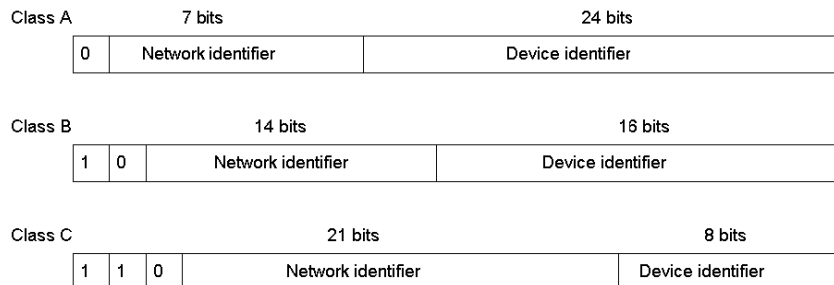 Class A 7 bits 24 bits
0 Network identifier Device identifier
Class B 14 bits 16 bits
1 0 Network identifier Device identifier
Class C 21 bits 8 bits
1 1 0 Network identifier Device identifier